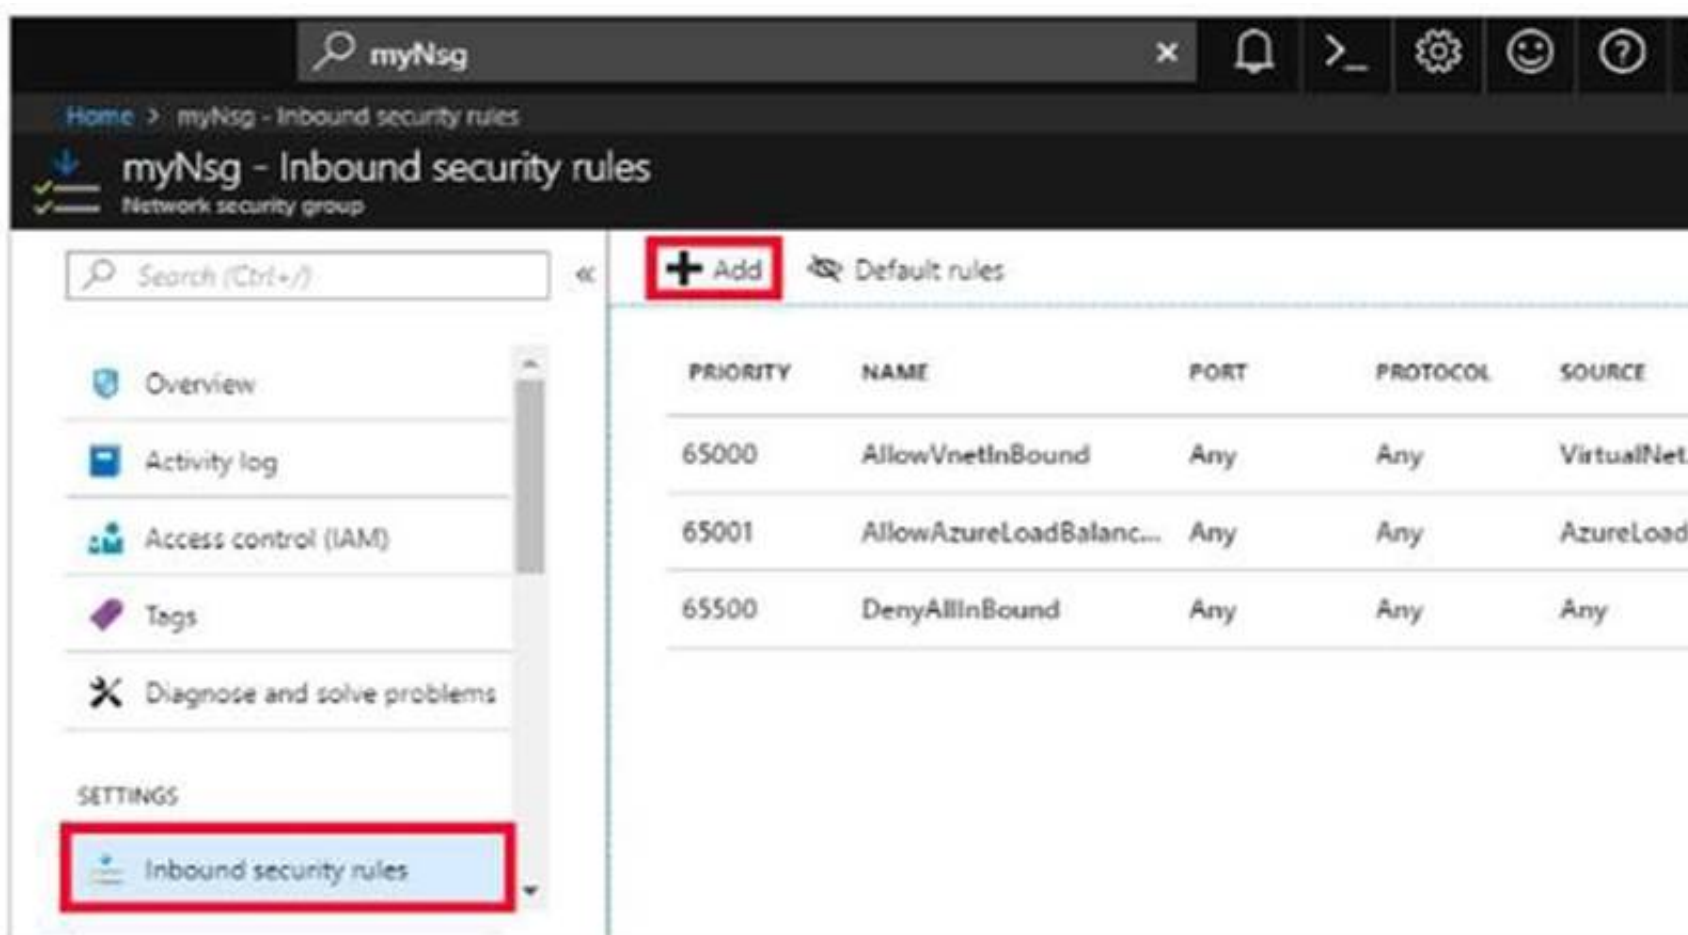 myNsg
Home > myNsg - Inbound security rules
myNsg - Inbound security rules
Network security group
Search (Ctrl+/)
Overview
Activity log
Access control (IAM)
Tags
Diagnose and solve problems
SETTINGS
Inbound security rules
Add Default rules
PRIORITY NAME PORT PROTOCOL SOURCE
65000 AllowVnetInBound Any Any VirtualNet
65001 AllowAzureLoadBalanc... Any Any AzureLoad
65500 DenyAllInBound Any Any Any